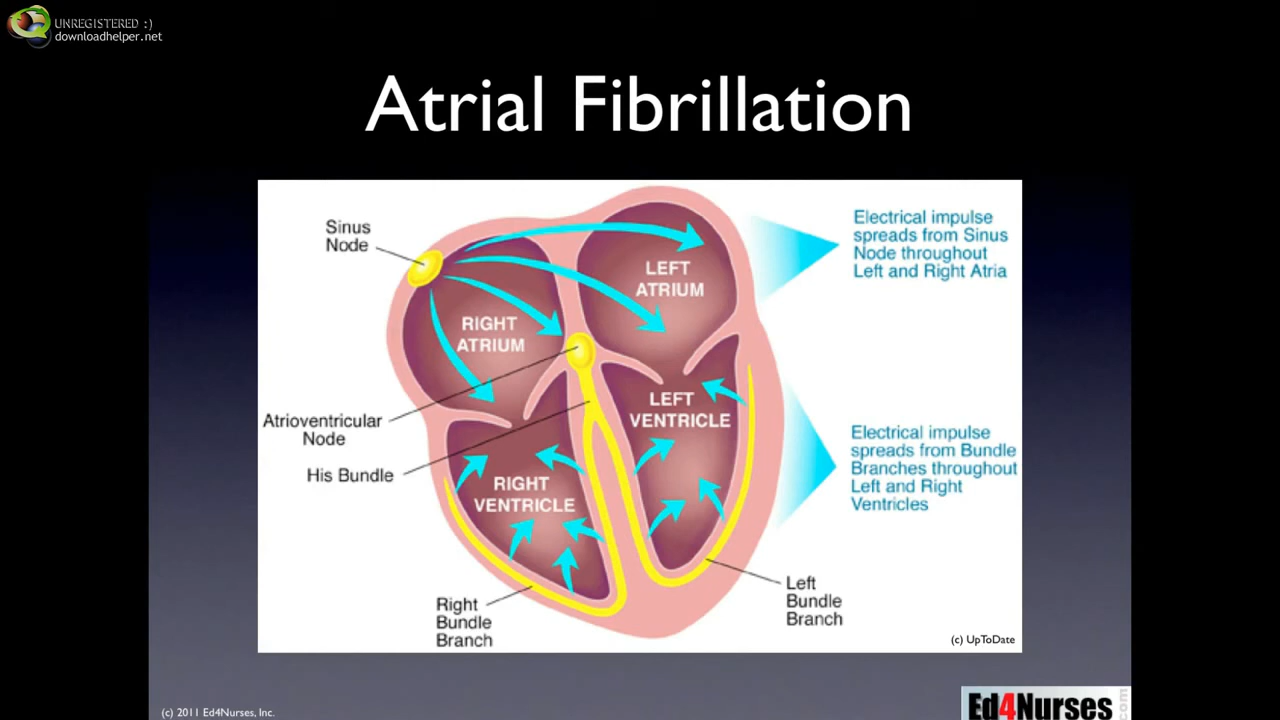 UNREGISTERED :)
downloadhelper.net
Atrial Fibrillation
Sinus
Node
Electrical impulse
spreads from Sinus
Node throughout
Left and Right Atria
LEFT
ATRIUM
RIGHT
ATRIUM
LEFT
VENTRICLE
Atrioventricular
Node
His Bundle
Electrical impulse
spreads from Bundle
Branches throughout
Left and Right
Ventricles
RIGHT
VENTRICLE
Left
Bundle
Branch
Right
Bundle
Branch
(c) UpToDate
(c) 2011 Ed4Nurses, Inc.
Ed4Nurses
com